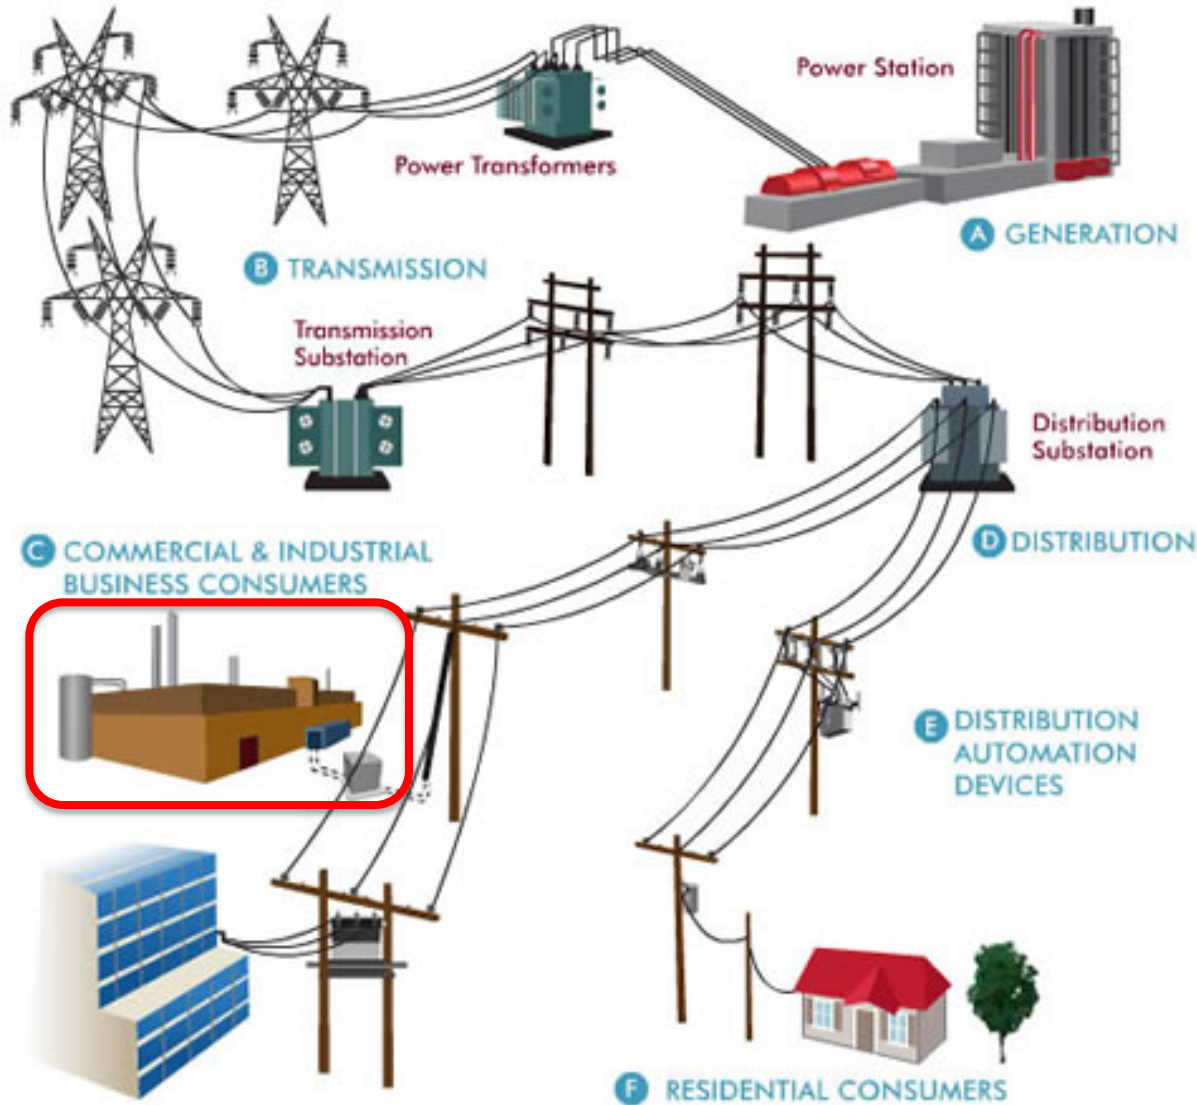 Power Station
Power Transformers
A GENERATION
B TRANSMISSION
Transmission
Substation
Distribution
Substation
C COMMERCIAL & INDUSTRIAL
BUSINESS CONSUMERS
D DISTRIBUTION
E DISTRIBUTION
AUTOMATION
DEVICES
F RESIDENTIAL CONSUMERS